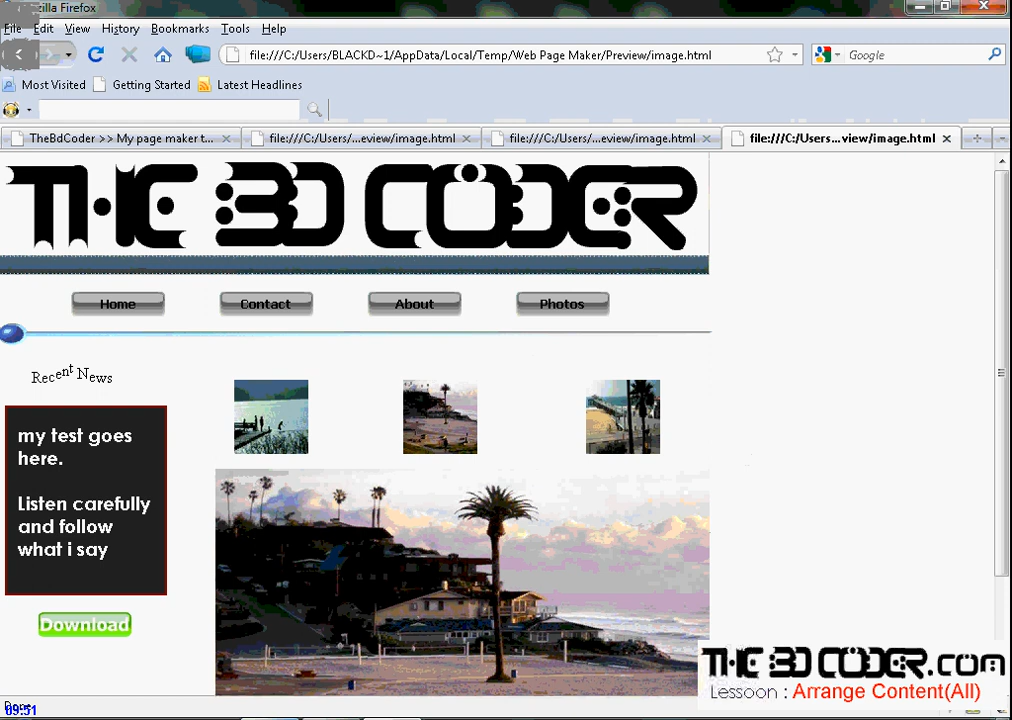 zilla Firefox
File Edit View History Bookmarks Tools Help
file:///C:/Users/BLACKD~1/AppData/Local/Temp/Web Page Maker/Preview/image.html
Google
Most Visited Getting Started Latest Headlines
TheBdCoder >> My page maker t... file:///C:/Users/...eview/image.html file:///C:/Users/...eview/image.html file:///C:/Users...view/image.html
THE BD CODER
Home Contact About Photos
Recent News
my test goes
here.
Listen carefully
and follow
what i say
Download
THE BD CODER.com
Lessoon : Arrange Content(All)
09:51